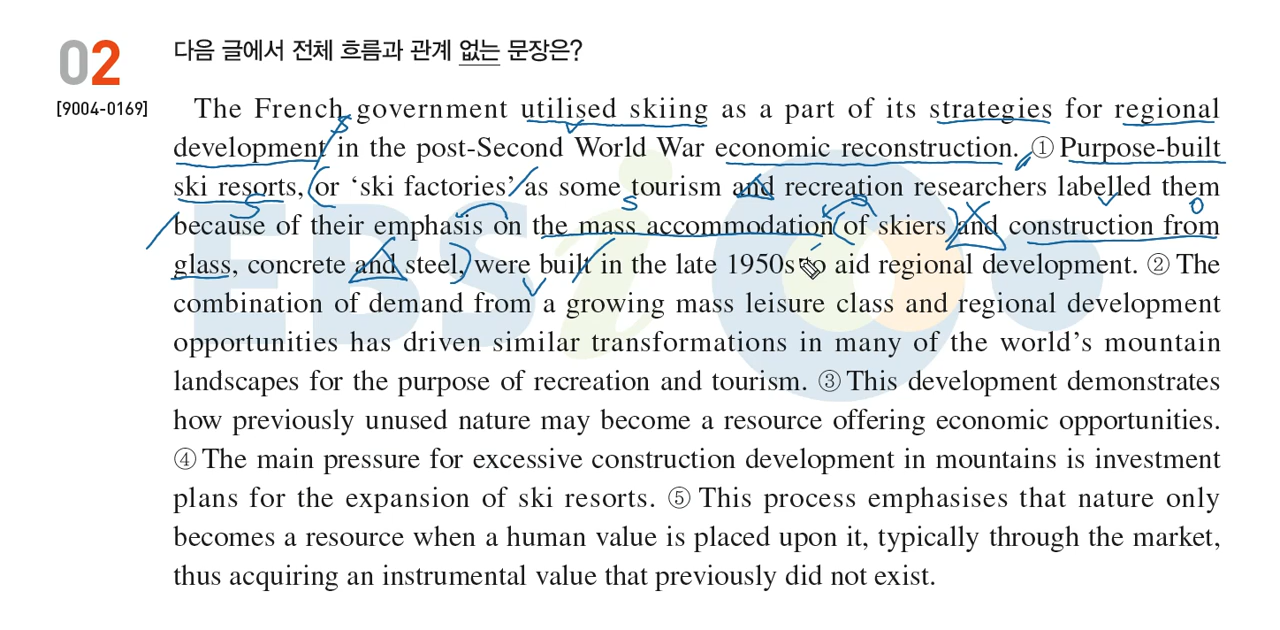 02
다음 글에서 전체 흐름과 관계 없는 문장은?
[9004-0169]
The French government utilised skiing as a part of its strategies for regional
development in the post-Second World War economic reconstruction. ① Purpose-built
ski resorts, or ‘ski factories’ as some tourism and recreation researchers labelled them
because of their emphasis on the mass accommodation of skiers and construction from
glass, concrete and steel, were built in the late 1950s to aid regional development. ② The
combination of demand from a growing mass leisure class and regional development
opportunities has driven similar transformations in many of the world’s mountain
landscapes for the purpose of recreation and tourism. ③ This development demonstrates
how previously unused nature may become a resource offering economic opportunities.
④ The main pressure for excessive construction development in mountains is investment
plans for the expansion of ski resorts. ⑤ This process emphasises that nature only
becomes a resource when a human value is placed upon it, typically through the market,
thus acquiring an instrumental value that previously did not exist.
EBSi